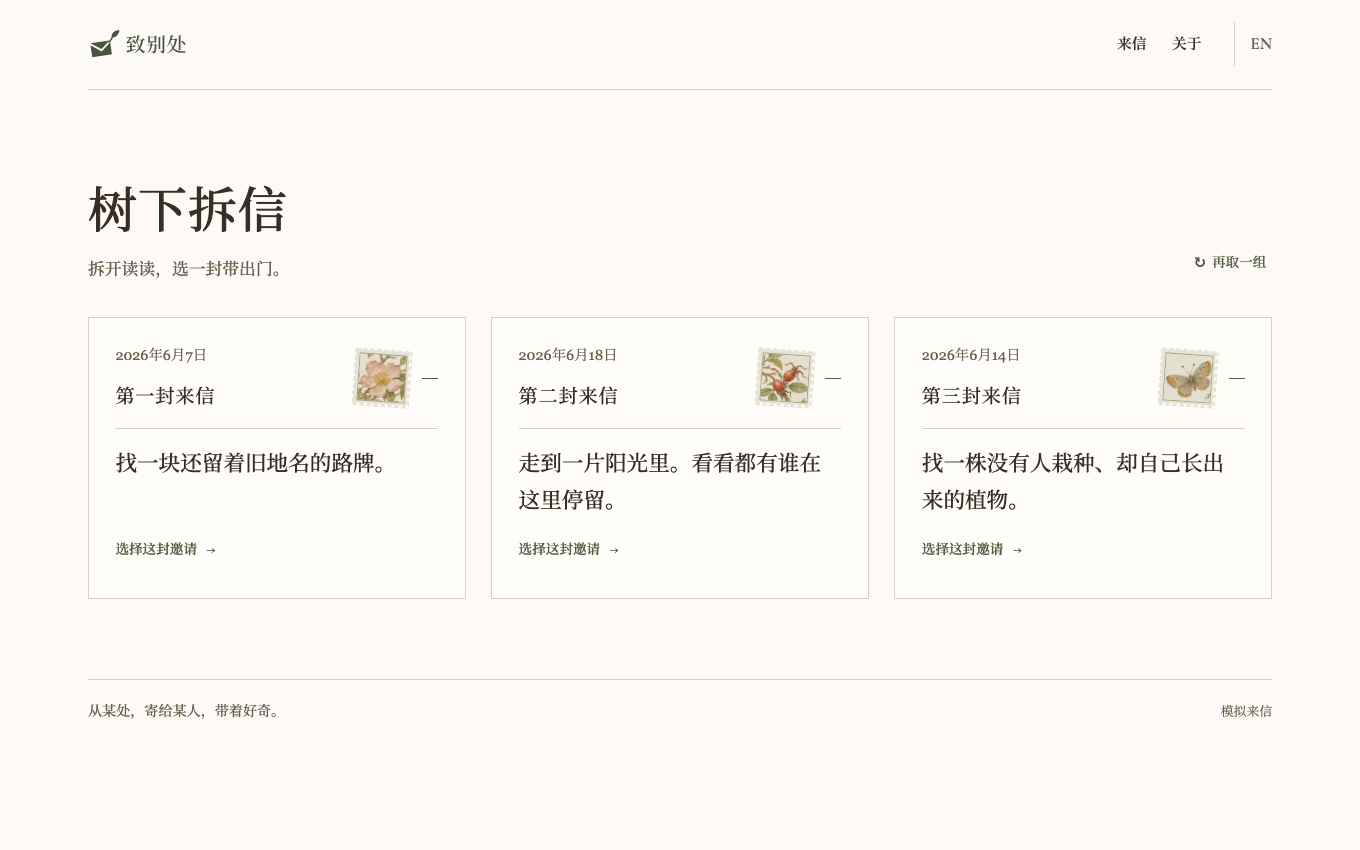 致别处
来信 关于 EN
树下拆信
拆开读读，选一封带出门。
↻ 再取一组
2026年6月7日
第一封来信
找一块还留着旧地名的路牌。
选择这封邀请 →
2026年6月18日
第二封来信
走到一片阳光里。看看都有谁在
这里停留。
选择这封邀请 →
2026年6月14日
第三封来信
找一株没有人栽种、却自己长出
来的植物。
选择这封邀请 →
从某处，寄给某人，带着好奇。
模拟来信